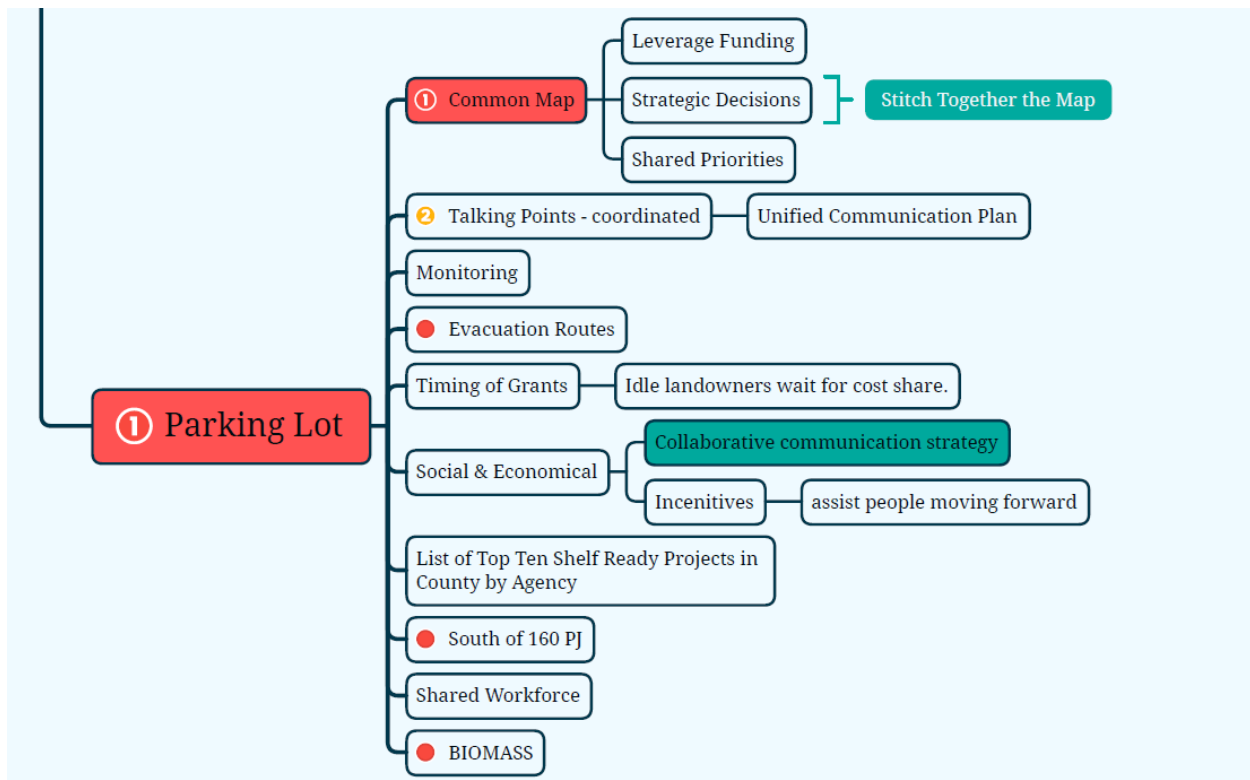 ① Parking Lot
① Common Map
Leverage Funding
Strategic Decisions
Shared Priorities
Stitch Together the Map
② Talking Points - coordinated
Unified Communication Plan
Monitoring
Evacuation Routes
Timing of Grants
Idle landowners wait for cost share.
Social & Economical
Collaborative communication strategy
Incenitives
assist people moving forward
List of Top Ten Shelf Ready Projects in
County by Agency
South of 160 PJ
Shared Workforce
BIOMASS